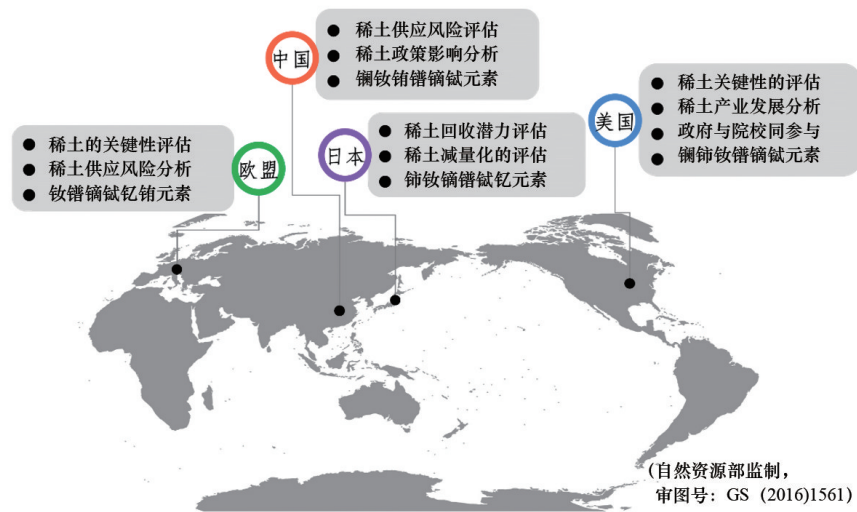 中国
稀土供应风险评估
稀土政策影响分析
镧钕铕镨镝铽元素
美国
稀土关键性的评估
稀土产业发展分析
政府与院校同参与
镧铈钕镨镝铽元素
稀土的关键性评估
稀土供应风险分析
钕镨镝铽钇铕元素
欧盟
日本
稀土回收潜力评估
稀土减量化的评估
铈钕镝镨铽钇元素
(自然资源部监制,
审图号: GS (2016)1561)